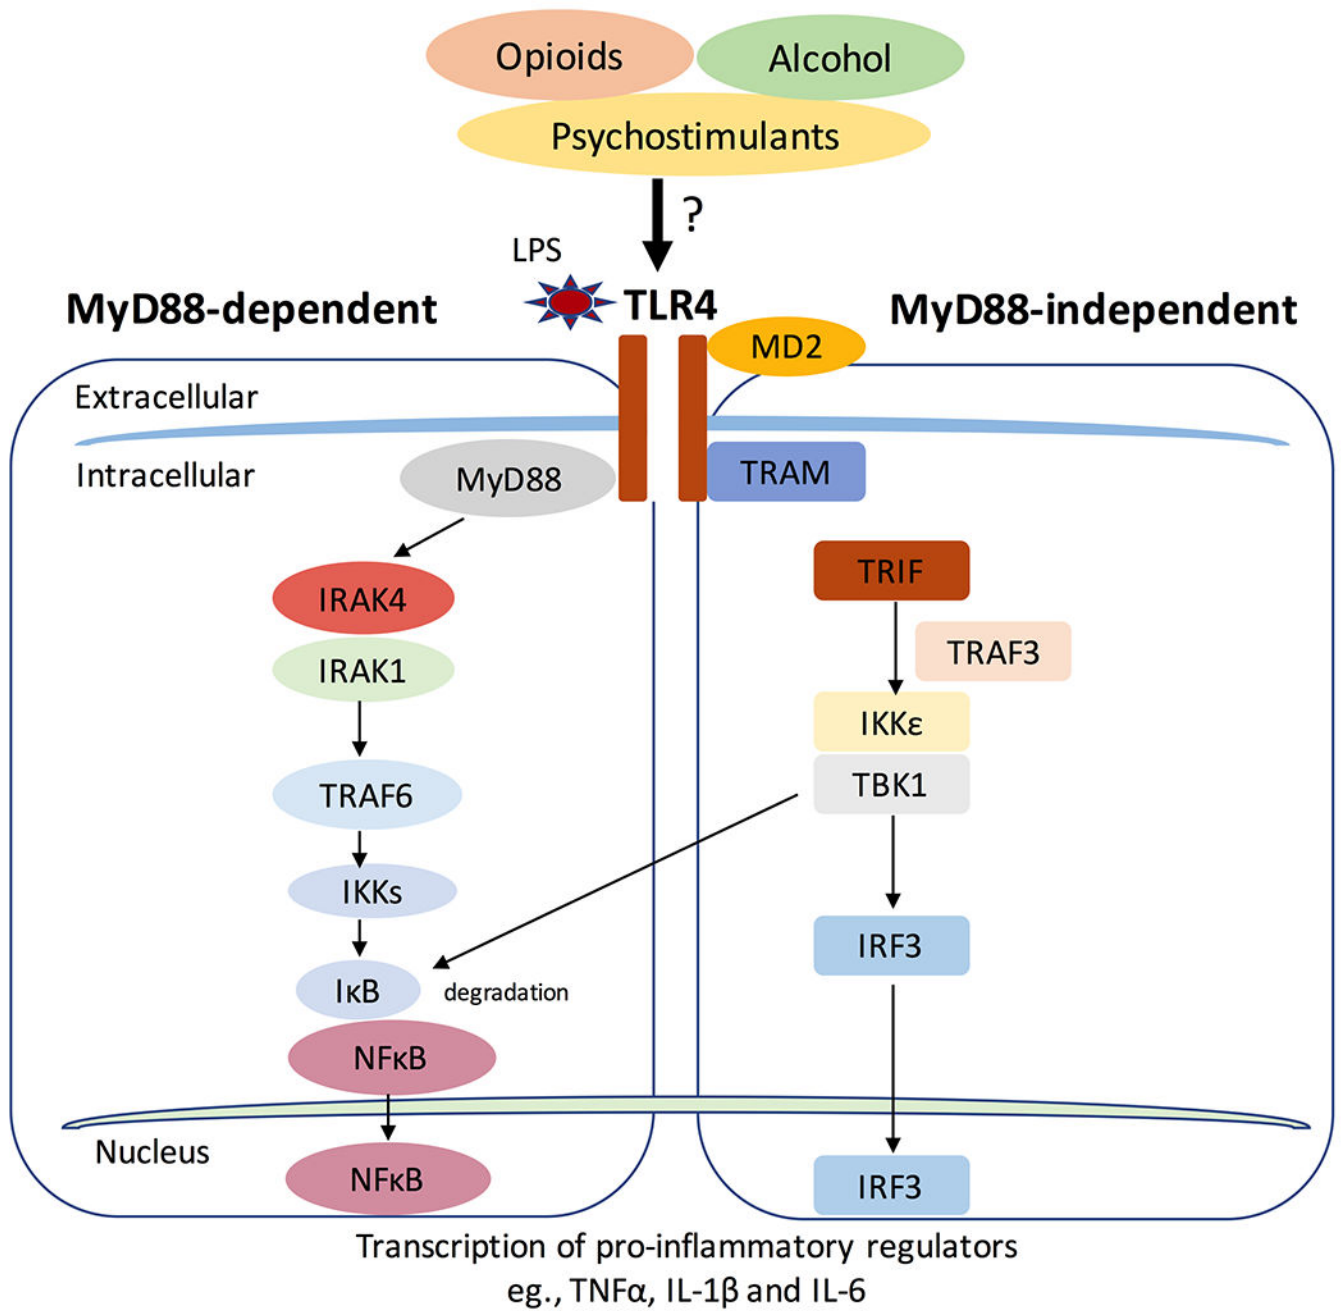 Opioids
Alcohol
Psychostimulants
?
LPS
TLR4
MyD88-dependent
MyD88-independent
MD2
Extracellular
Intracellular
MyD88
TRAM
IRAK4
IRAK1
TRAF6
IKKs
IκB
degradation
NFκB
Nucleus
NFκB
TRIF
TRAF3
IKKε
TBK1
IRF3
IRF3
Transcription of pro-inflammatory regulators
eg., TNFα, IL-1β and IL-6